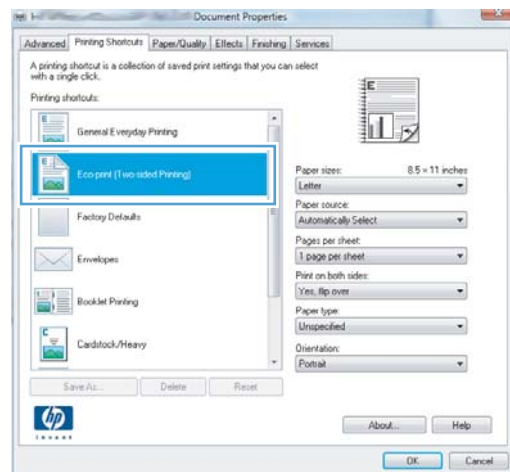 Document Properties
Advanced Printing Shortcuts Paper/Quality Effects Finishing Services
A printing shortcut is a collection of saved print settings that you can select
with a single click.
Printing shortcuts:
General Everyday Printing
Eco-print (Two-sided Printing)
Factory Defaults
Envelopes
Booklet Printing
Cardstock/Heavy
Save As... Delete Reset
E
Paper sizes: 8.5 × 11 inches
Letter
Paper source:
Automatically Select
Pages per sheet:
1 page per sheet
Print on both sides:
Yes, flip over
Paper type:
Unspecified
Orientation:
Portrait
hp
invent
About... Help
OK Cancel